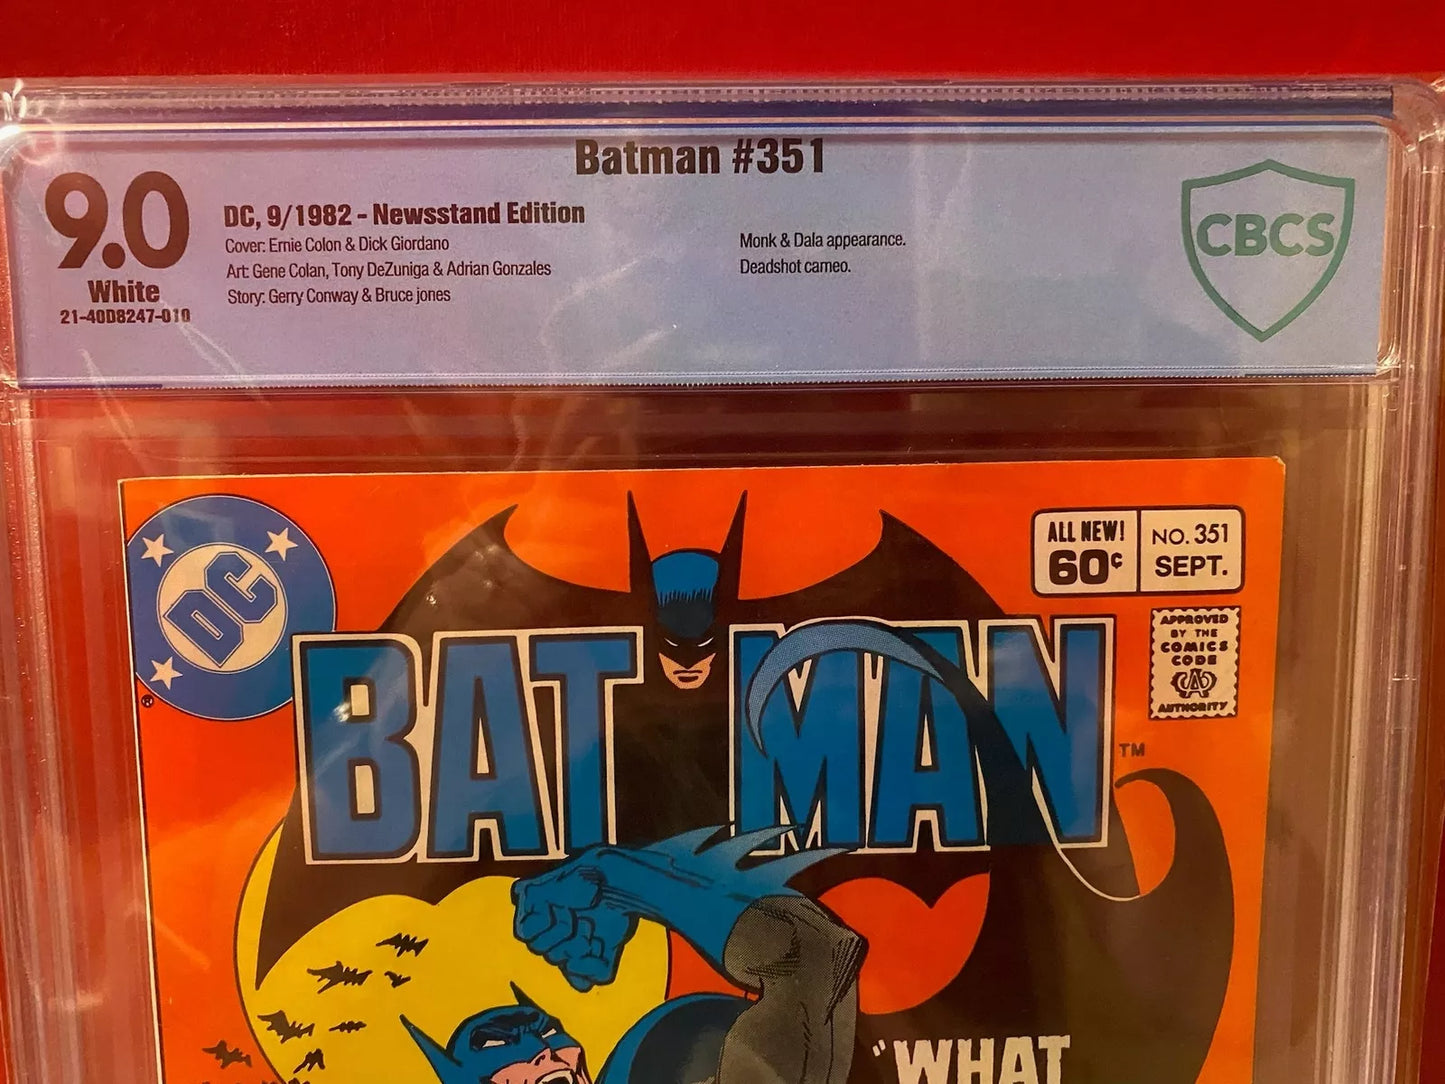 Batman #351
9.0
White
21-40D8247-010
DC, 9/1982 - Newsstand Edition
Cover: Ernie Colon & Dick Giordano
Art: Gene Colan, Tony DeZuniga & Adrian Gonzales
Story: Gerry Conway & Bruce jones
Monk & Dala appearance.
Deadshot cameo.
CBCS
DC
®
ALL NEW!
60¢
NO. 351
SEPT.
APPROVED
BY THE
COMICS
CODE
CA
AUTHORITY
BATMAN
TM
"WHAT